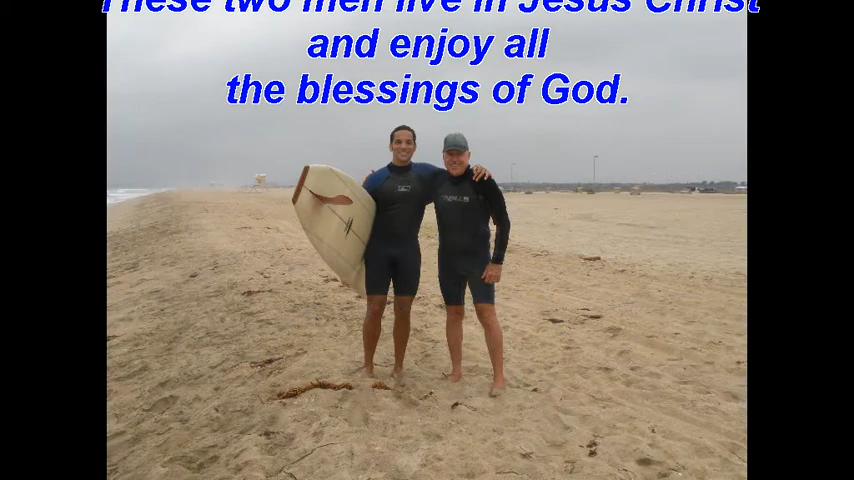 These two men live in Jesus Christ
and enjoy all
the blessings of God.